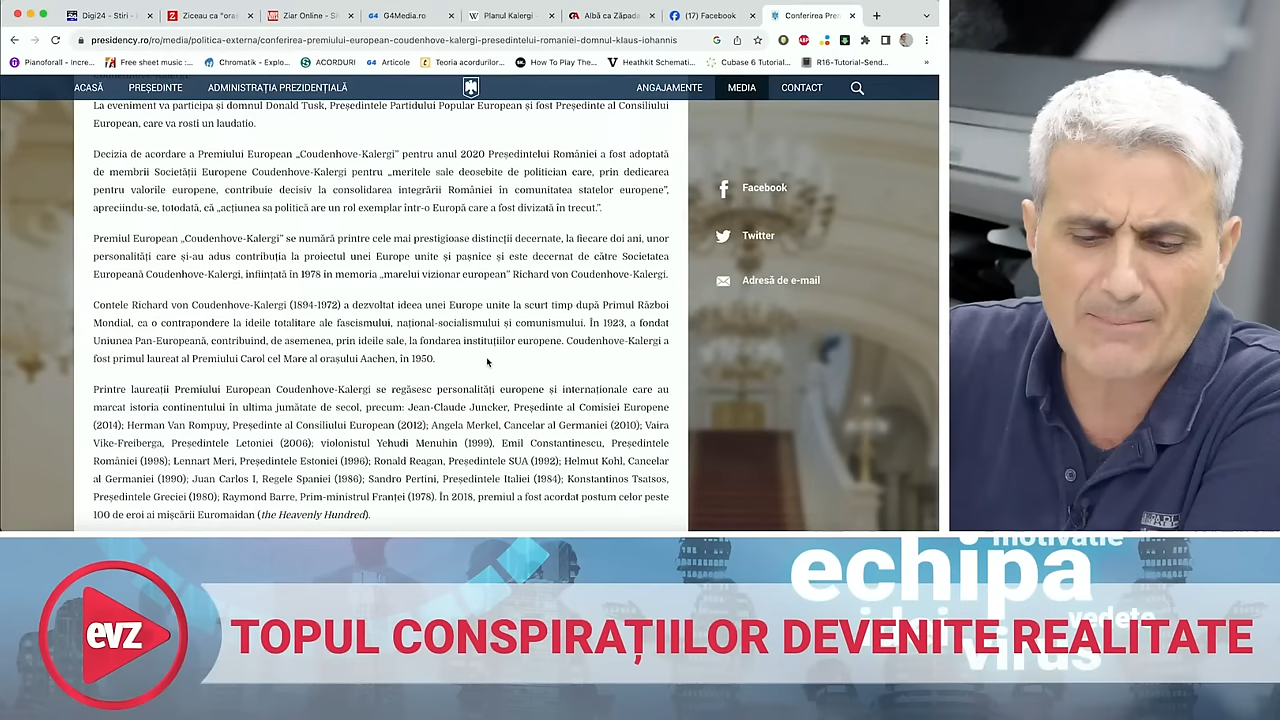 Digi24 - Stiri -
Ziceau ca "oraș
Ziar Online - Sti
G4Media.ro
Planul Kalergi -
Albă ca Zăpada
(17) Facebook
Conferirea Prem
presidency.ro/ro/media/politica-externa/conferirea-premiului-european-coudenhove-kalergi-presedintelui-romaniei-domnul-klaus-iohannis
Pianoforall - Incre...
Free sheet music :...
Chromatik - Explo...
ACORDURI
Articole
Teoria acordurilor...
How To Play The...
Heathkit Schemati...
Cubase 6 Tutorial...
R16-Tutorial-Send...
»
ACASĂ
PREȘEDINTE
ADMINISTRAȚIA PREZIDENȚIALĂ
ANGAJAMENTE
MEDIA
CONTACT
La eveniment va participa și domnul Donald Tusk, Președintele Partidului Popular European și fost Președinte al Consiliului
European, care va rosti un laudatio.
Decizia de acordare a Premiului European „Coudenhove-Kalergi” pentru anul 2020 Președintelui României a fost adoptată
de membrii Societății Europene Coudenhove-Kalergi pentru „meritele sale deosebite de politician care, prin dedicarea
pentru valorile europene, contribuie decisiv la consolidarea integrării României în comunitatea statelor europene”,
apreciindu-se, totodată, că „acțiunea sa politică are un rol exemplar într-o Europă care a fost divizată în trecut.”.
Premiul European „Coudenhove-Kalergi” se numără printre cele mai prestigioase distincții decernate, la fiecare doi ani, unor
personalități care și-au adus contribuția la proiectul unei Europe unite și pașnice și este decernat de către Societatea
Europeană Coudenhove-Kalergi, înființată în 1978 in memoria „marelui vizionar european” Richard von Coudenhove-Kalergi.
Contele Richard von Coudenhove-Kalergi (1894-1972) a dezvoltat ideea unei Europe unite la scurt timp după Primul Război
Mondial, ca o contrapondere la ideile totalitare ale fascismului, național-socialismului și comunismului. În 1923, a fondat
Uniunea Pan-Europeană, contribuind, de asemenea, prin ideile sale, la fondarea instituțiilor europene. Coudenhove-Kalergi a
fost primul laureat al Premiului Carol cel Mare al orașului Aachen, în 1950.
Printre laureații Premiului European Coudenhove-Kalergi se regăsesc personalități europene și internaționale care au
marcat istoria continentului în ultima jumătate de secol, precum: Jean-Claude Juncker, Președinte al Comisiei Europene
(2014); Herman Van Rompuy, Președinte al Consiliului European (2012); Angela Merkel, Cancelar al Germaniei (2010); Vaira
Vike-Freiberga, Președintele Letoniei (2006); violonistul Yehudi Menuhin (1999), Emil Constantinescu, Președintele
României (1998); Lennart Meri, Președintele Estoniei (1996); Ronald Reagan, Președintele SUA (1992); Helmut Kohl, Cancelar
al Germaniei (1990); Juan Carlos I, Regele Spaniei (1986); Sandro Pertini, Președintele Italiei (1984); Konstantinos Tsatsos,
Președintele Greciei (1980); Raymond Barre, Prim-ministrul Franței (1978). În 2018, premiul a fost acordat postum celor peste
100 de eroi ai mișcării Euromaidan (the Heavenly Hundred).
Facebook
Twitter
Adresă de e-mail
motivatie
echipa
vedete
virus
evz
TOPUL CONSPIRAȚIILOR DEVENITE REALITATE